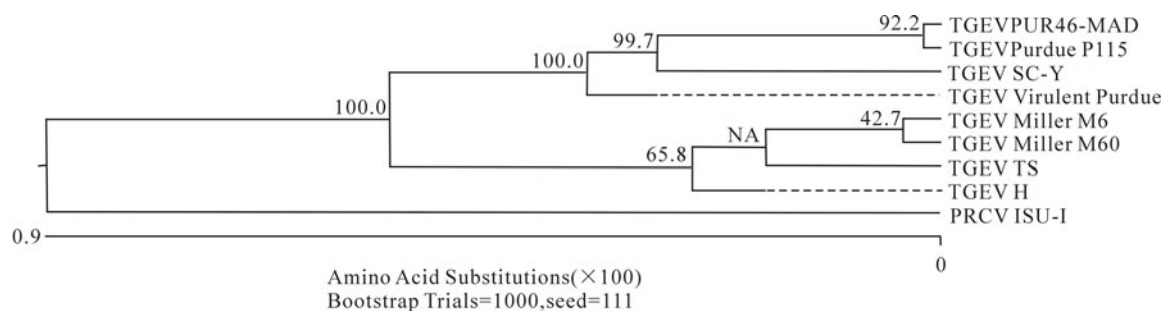 92.2
TGEVPUR46-MAD
99.7
TGEVPurdue P115
100.0
TGEV SC-Y
TGEV Virulent Purdue
100.0
42.7
TGEV Miller M6
NA
TGEV Miller M60
65.8
TGEV TS
TGEV H
PRCV ISU-I
0.9
0
Amino Acid Substitutions(×100)
Bootstrap Trials=1000,seed=111